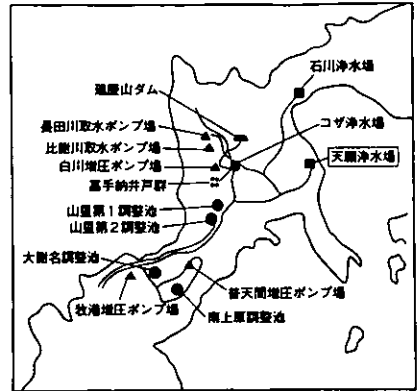 石川浄水場
瑞慶山ダム
長田川取水ポンプ場
コザ浄水場
比謝川取水ポンプ場
白川増圧ポンプ場
天願浄水場
嘉手納井戸群
山里第1調整池
山里第2調整池
大謝名調整池
普天間増圧ポンプ場
牧港増圧ポンプ場
南上原調整池